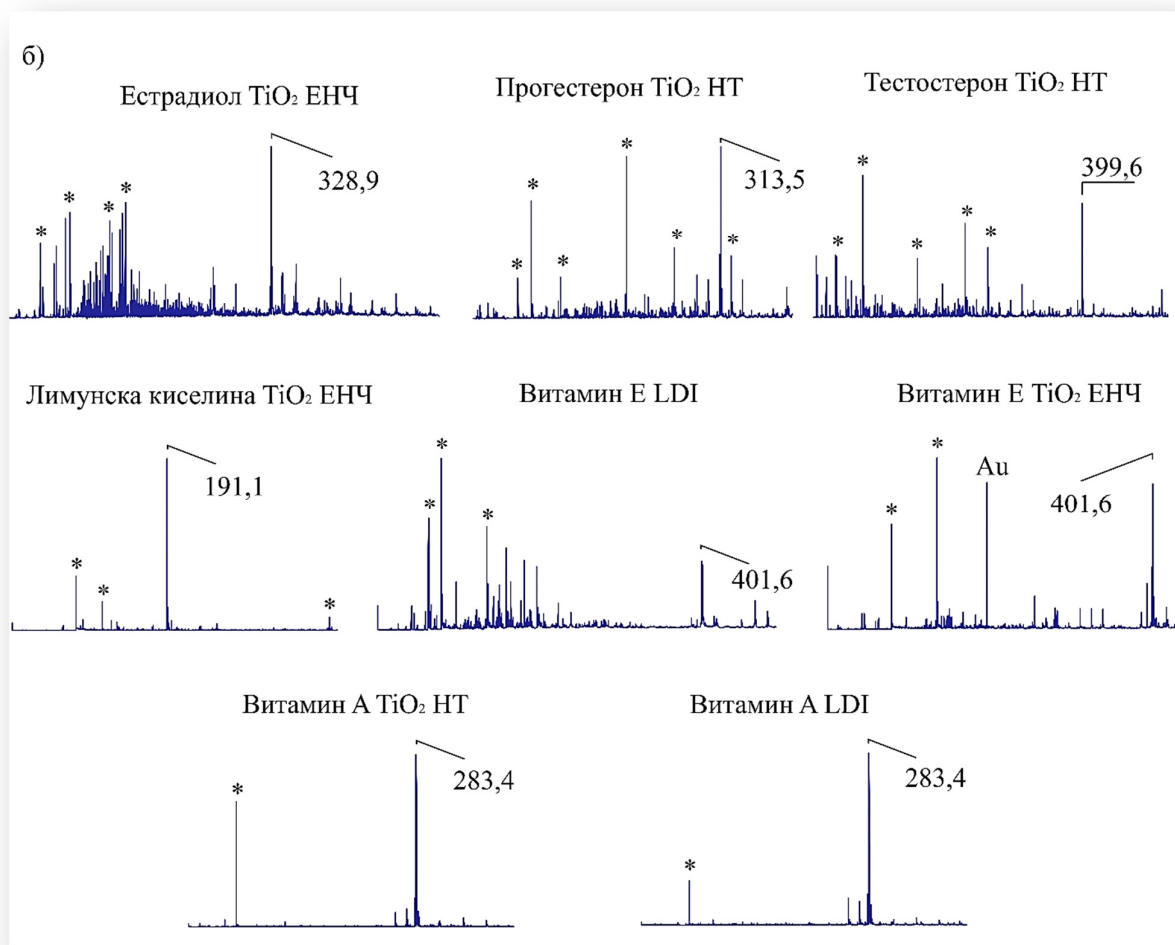 б)
Естрадиол TiO₂ ЕНЧ
Прогестерон TiO₂ НТ
Тестостерон TiO₂ НТ
* * * *
328,9
* * * * * *
313,5
* * * * *
399,6
Лимунска киселина TiO₂ ЕНЧ
Витамин Е LDI
Витамин Е TiO₂ ЕНЧ
* * *
191,1
* * *
401,6
* *
Au
401,6
Витамин А TiO₂ НТ
Витамин А LDI
*
283,4
*
283,4